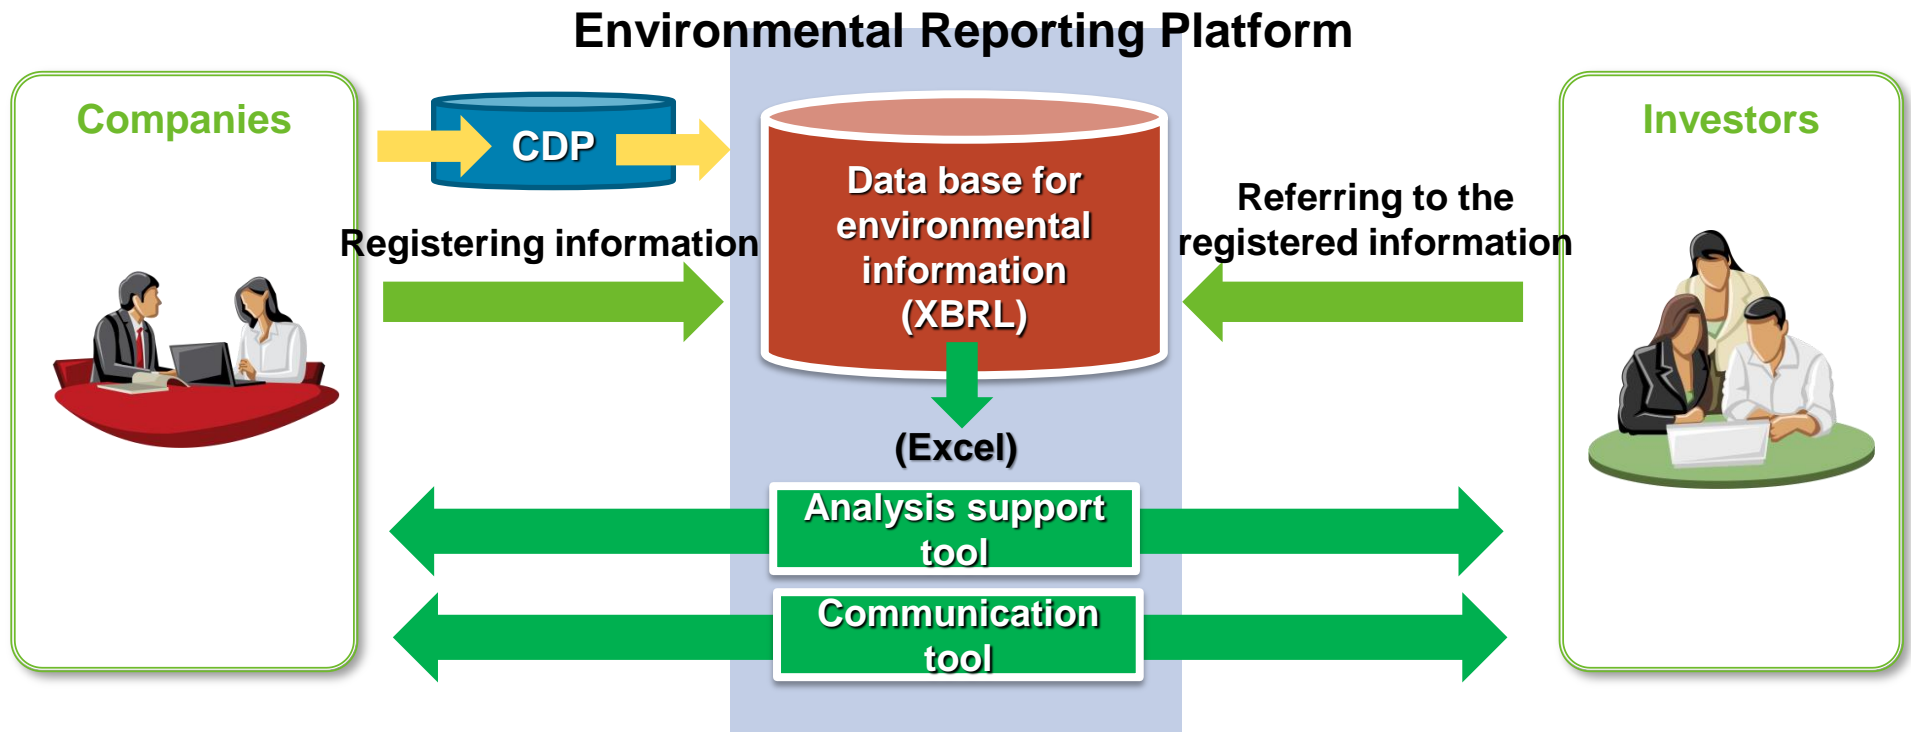 Environmental Reporting Platform
Companies
CDP
Registering information
Data base for
environmental
information
(XBRL)
Investors
Referring to the
registered information
(Excel)
Analysis support
tool
Communication
tool